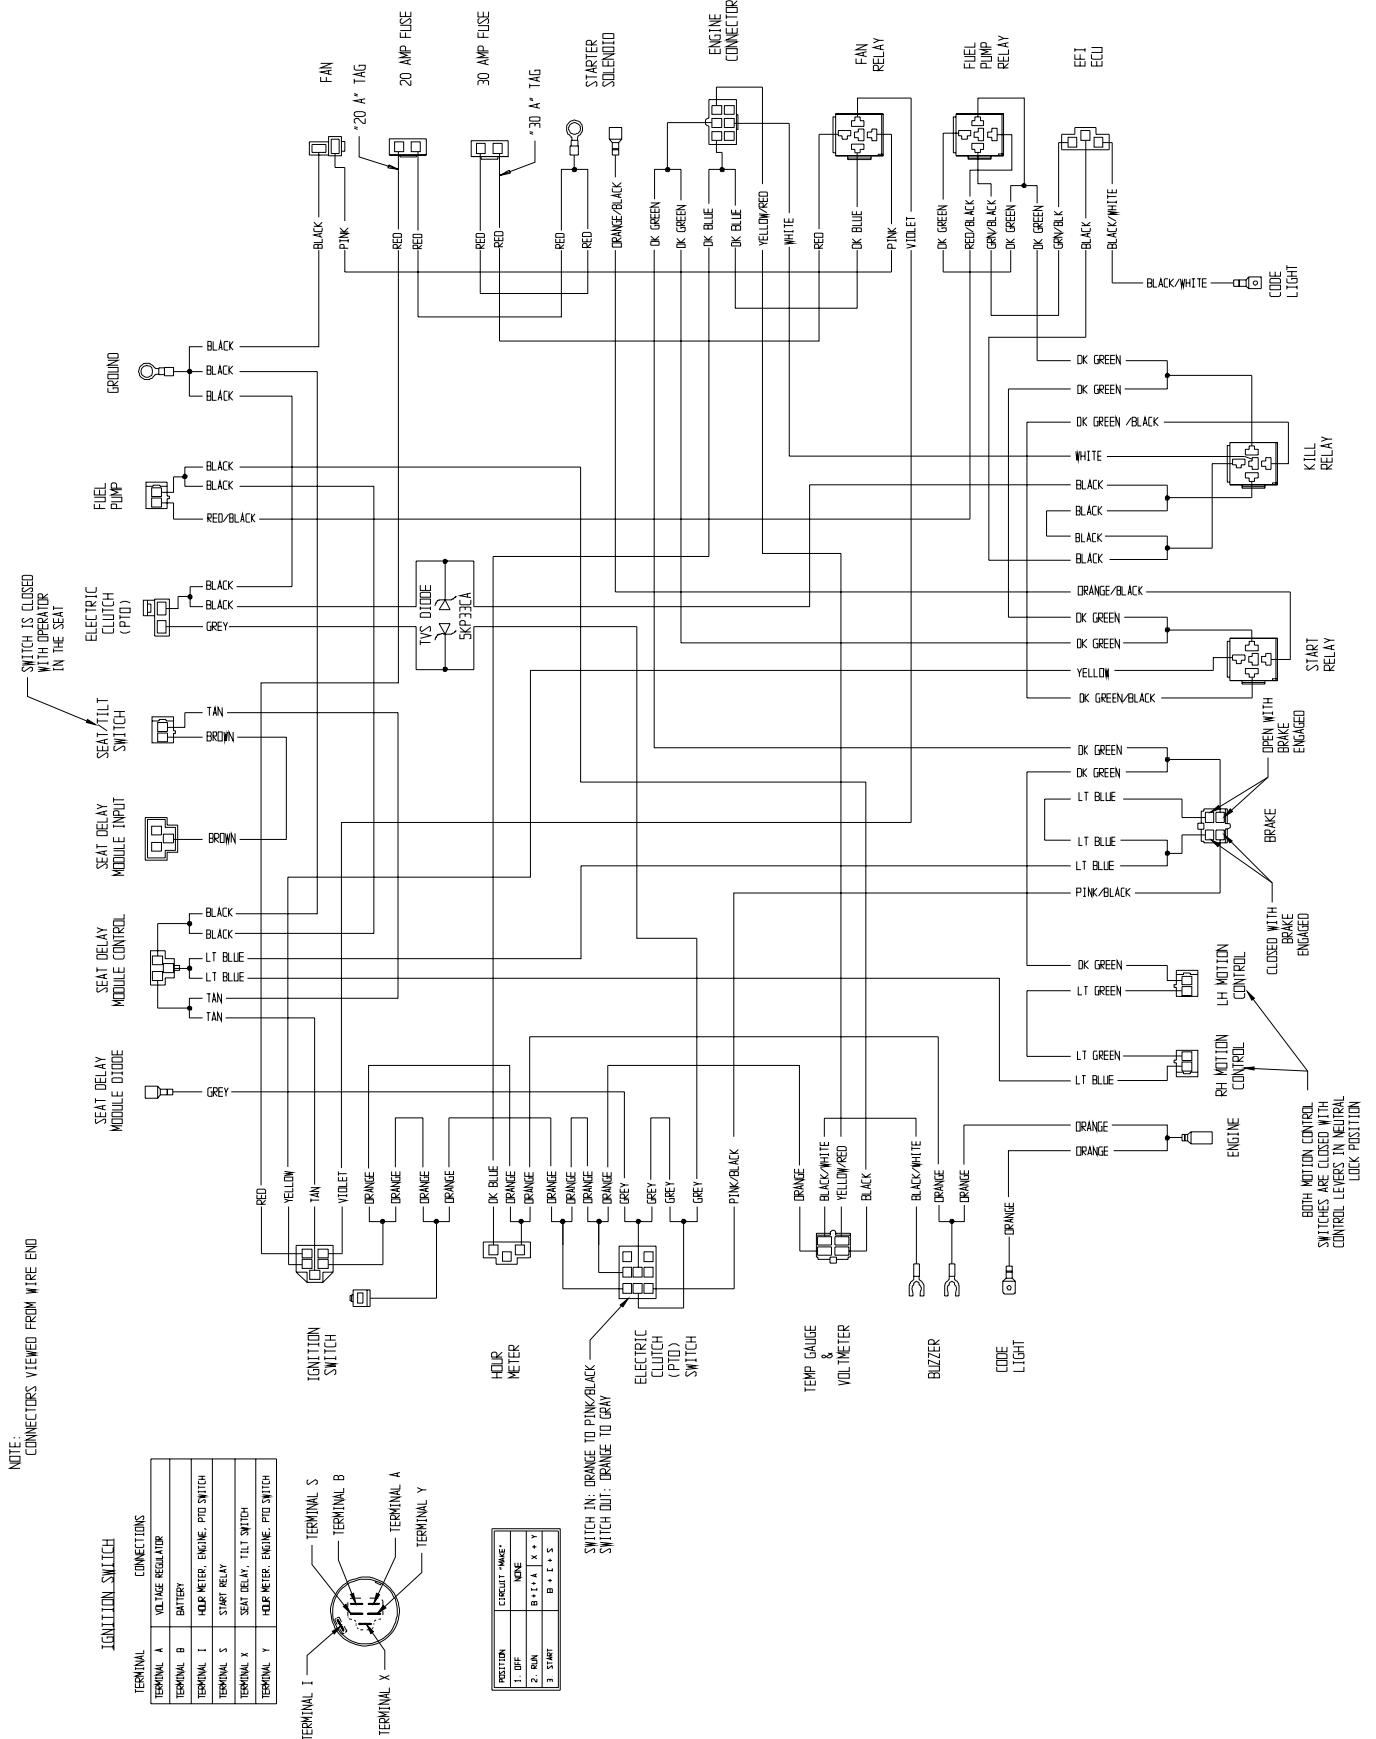 FAN
"20 A" TAG
20 AMP FUSE
30 AMP FUSE
"30 A" TAG
STARTER
SOLENOID
ENGINE
CONNECTOR
FAN
RELAY
FUEL
PUMP
RELAY
EFI
ECU
BLACK
PINK
RED
RED
RED
RED
RED
RED
ORANGE/BLACK
DK GREEN
DK GREEN
DK BLUE
DK BLUE
YELLOW/RED
WHITE
RED
DK BLUE
PINK
VIOLET
DK GREEN
RED/BLACK
GRN/BLACK
DK GREEN
DK GREEN
GRN/BLK
BLACK
BLACK/WHITE
BLACK/WHITE
CODE
LIGHT
GROUND
BLACK
BLACK
BLACK
FUEL
PUMP
BLACK
BLACK
RED/BLACK
SWITCH IS CLOSED
WITH OPERATOR
IN THE SEAT
ELECTRIC
CLUTCH
(PTO)
BLACK
BLACK
GREY
TVS DIODE
5KP33CA
SEAT/TILT
SWITCH
TAN
BROWN
SEAT DELAY
MODULE INPUT
BROWN
SEAT DELAY
MODULE CONTROL
BLACK
BLACK
LT BLUE
LT BLUE
TAN
TAN
SEAT DELAY
MODULE DIODE
GREY
DK GREEN
DK GREEN
DK GREEN /BLACK
WHITE
BLACK
BLACK
BLACK
BLACK
KILL
RELAY
ORANGE/BLACK
DK GREEN
DK GREEN
YELLOW
DK GREEN/BLACK
START
RELAY
DK GREEN
DK GREEN
LT BLUE
LT BLUE
LT BLUE
PINK/BLACK
OPEN WITH
BRAKE
ENGAGED
BRAKE
CLOSED WITH
BRAKE
ENGAGED
DK GREEN
LT GREEN
LH MOTION
CONTROL
LT GREEN
LT BLUE
RH MOTION
CONTROL
BOTH MOTION CONTROL
SWITCHES ARE CLOSED WITH
CONTROL LEVERS IN NEUTRAL
LOCK POSITION
ORANGE
ORANGE
ENGINE
RED
YELLOW
TAN
VIOLET
ORANGE
ORANGE
ORANGE
ORANGE
DK BLUE
ORANGE
ORANGE
ORANGE
ORANGE
ORANGE
ORANGE
GREY
GREY
GREY
GREY
PINK/BLACK
ORANGE
BLACK/WHITE
YELLOW/RED
BLACK
BLACK/WHITE
ORANGE
ORANGE
ORANGE
IGNITION
SWITCH
HOUR
METER
ELECTRIC
CLUTCH
(PTO)
SWITCH
SWITCH IN: ORANGE TO PINK/BLACK
SWITCH OUT: ORANGE TO GRAY
TEMP GAUGE
&
VOLTMETER
BUZZER
CODE
LIGHT
NOTE:
CONNECTORS VIEWED FROM WIRE END
IGNITION SWITCH
TERMINAL CONNECTIONS
TERMINAL A VOLTAGE REGULATOR
TERMINAL B BATTERY
TERMINAL I HOUR METER, ENGINE, PTO SWITCH
TERMINAL S START RELAY
TERMINAL X SEAT DELAY, TILT SWITCH
TERMINAL Y HOUR METER, ENGINE, PTO SWITCH
TERMINAL S
TERMINAL B
TERMINAL A
TERMINAL Y
TERMINAL I
TERMINAL X
POSITION CIRCUIT "MAKE"
1. OFF NONE
2. RUN B + I + A X + Y
3. START B + I + S